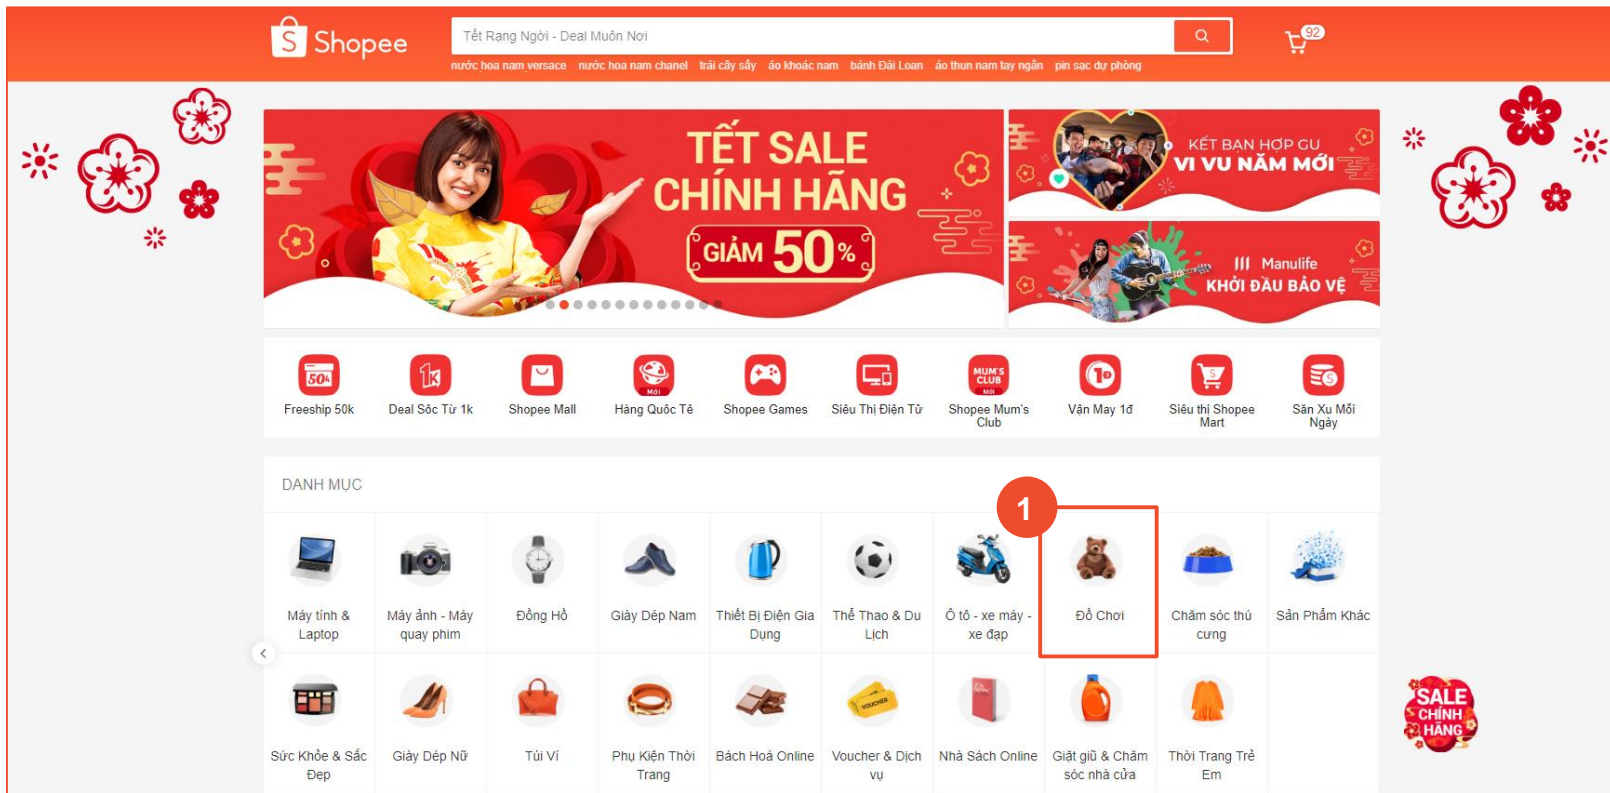 Shopee
Tết Rạng Ngời - Deal Muôn Nơi
92
nước hoa nam versace nước hoa nam chanel trái cây sấy áo khoác nam bánh Đài Loan áo thun nam tay ngắn pin sạc dự phòng
TẾT SALE
CHÍNH HÃNG
GIẢM 50%
KẾT BẠN HỢP GU
VI VU NĂM MỚI
Manulife
KHỞI ĐẦU BẢO VỆ
50K
1K
MỚI
MUM'S
CLUB
MỚI
1Đ
Freeship 50k
Deal Sốc Từ 1k
Shopee Mall
Hàng Quốc Tế
Shopee Games
Siêu Thị Điện Tử
Shopee Mum's
Club
Vận May 1đ
Siêu thị Shopee
Mart
Săn Xu Mỗi
Ngày
DANH MỤC
1
Máy tính &
Laptop
Máy ảnh - Máy
quay phim
Đồng Hồ
Giày Dép Nam
Thiết Bị Điện Gia
Dụng
Thể Thao & Du
Lịch
Ô tô - xe máy -
xe đạp
Đồ Chơi
Chăm sóc thú
cưng
Sản Phẩm Khác
VOUCHER
Sức Khỏe & Sắc
Đẹp
Giày Dép Nữ
Túi Ví
Phụ Kiện Thời
Trang
Bách Hoá Online
Voucher & Dịch
vụ
Nhà Sách Online
Giặt giũ & Chăm
sóc nhà cửa
Thời Trang Trẻ
Em
SALE
CHÍNH
HÃNG